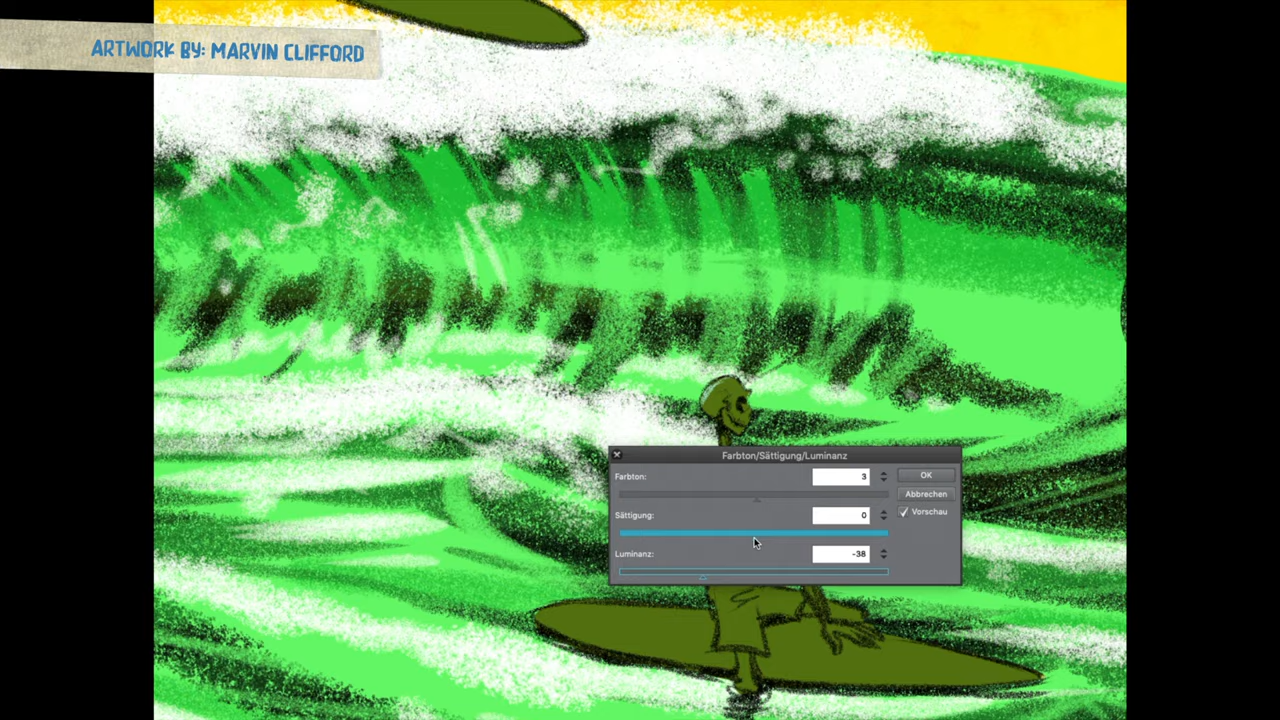 ARTWORK BY: MARVIN CLIFFORD
Farbton/Sättigung/Luminanz
Farbton: 3 OK
Abbrechen
Sättigung: 0 Vorschau
Luminanz: -38